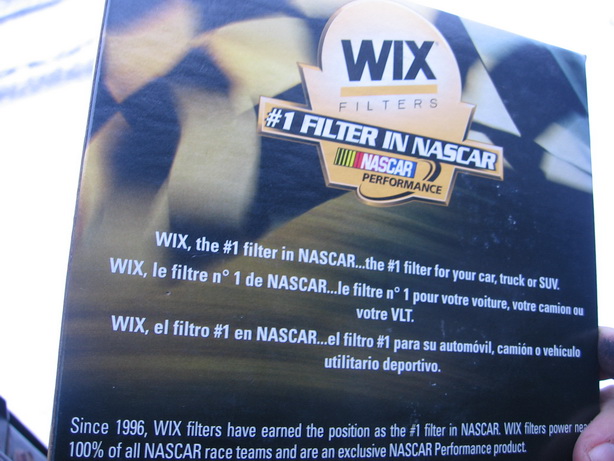 WIX
FILTERS
#1 FILTER IN NASCAR
NASCAR
PERFORMANCE
WIX, the #1 filter in NASCAR...the #1 filter for your car, truck or SUV.
WIX, le filtre n° 1 de NASCAR...le filtre n° 1 pour votre voiture, votre camion ou
votre VLT.
WIX, el filtro #1 en NASCAR...el filtro #1 para su automóvil, camión o vehículo
utilitario deportivo.
Since 1996, WIX filters have earned the position as the #1 filter in NASCAR. WIX filters power
100% of all NASCAR race teams and are an exclusive NASCAR Performance product.